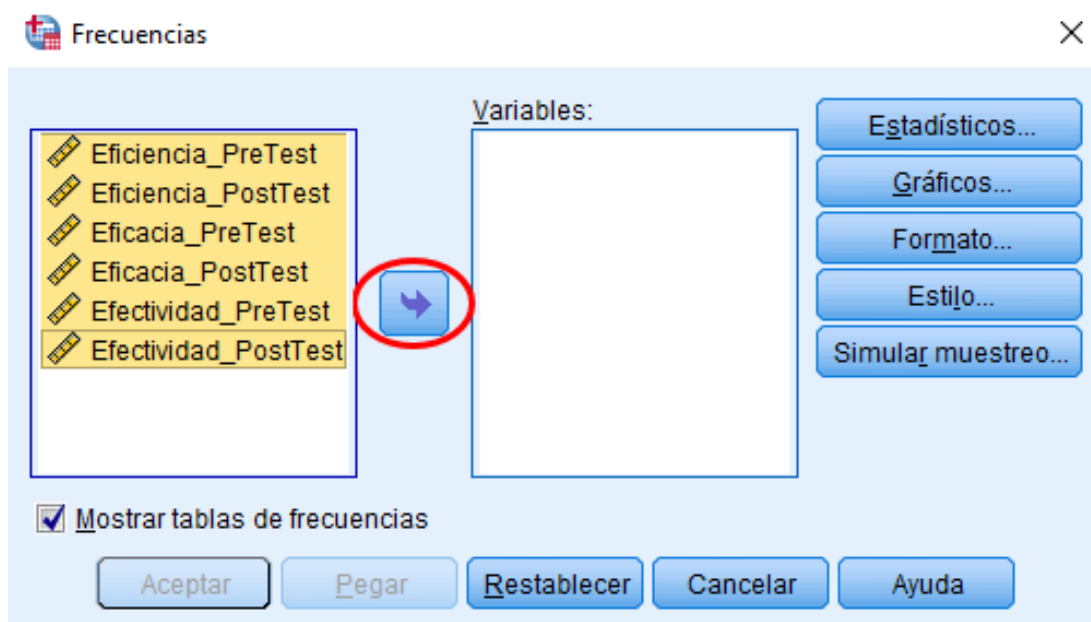 Frecuencias
Variables:
Eficiencia_PreTest
Eficiencia_PostTest
Eficacia_PreTest
Eficacia_PostTest
Efectividad_PreTest
Efectividad_PostTest
Estadísticos...
Gráficos...
Formato...
Estilo...
Simular muestreo...
Mostrar tablas de frecuencias
Aceptar
Pegar
Restablecer
Cancelar
Ayuda